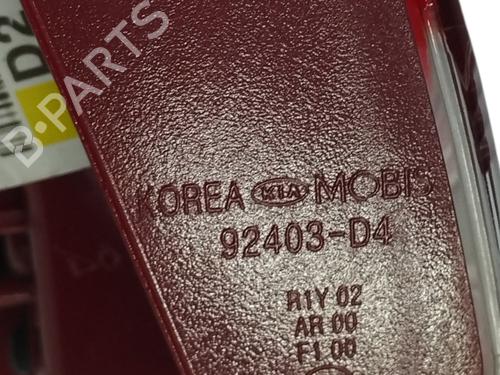 D2
B·PARTS
KOREA KIA MOBIS
92403-D4
R1Y 02
AR 00
F1 00